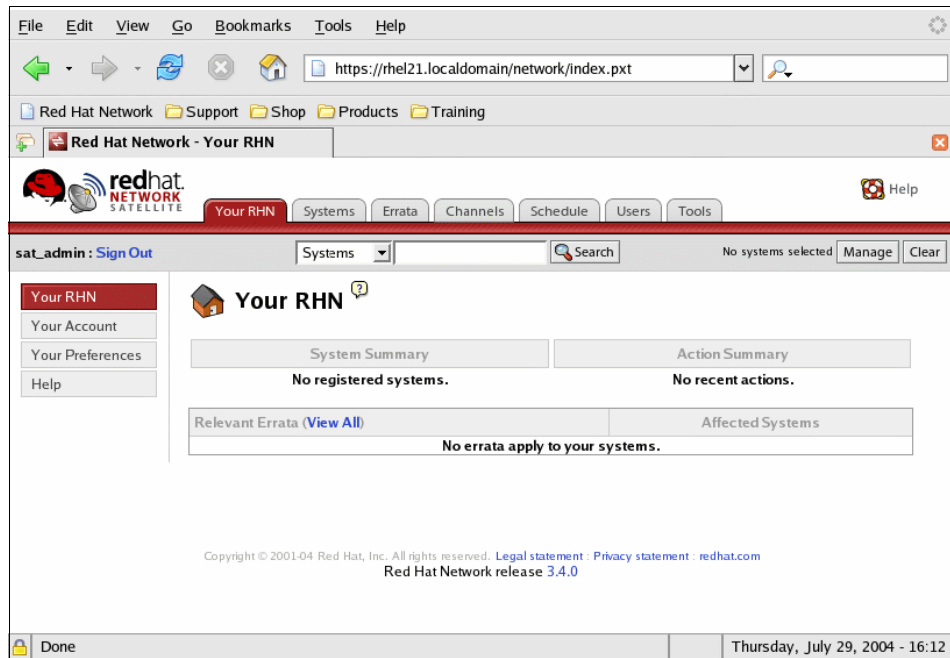 File Edit View Go Bookmarks Tools Help
https://rhel21.localdomain/network/index.pxt
Red Hat Network Support Shop Products Training
Red Hat Network - Your RHN
redhat.
NETWORK
SATELLITE
Help
Your RHN Systems Errata Channels Schedule Users Tools
sat_admin : Sign Out Systems Search No systems selected Manage Clear
Your RHN
Your Account
Your Preferences
Help
Your RHN ?
System Summary Action Summary
No registered systems. No recent actions.
Relevant Errata (View All) Affected Systems
No errata apply to your systems.
Copyright © 2001-04 Red Hat, Inc. All rights reserved. Legal statement : Privacy statement : redhat.com
Red Hat Network release 3.4.0
Done Thursday, July 29, 2004 - 16:12